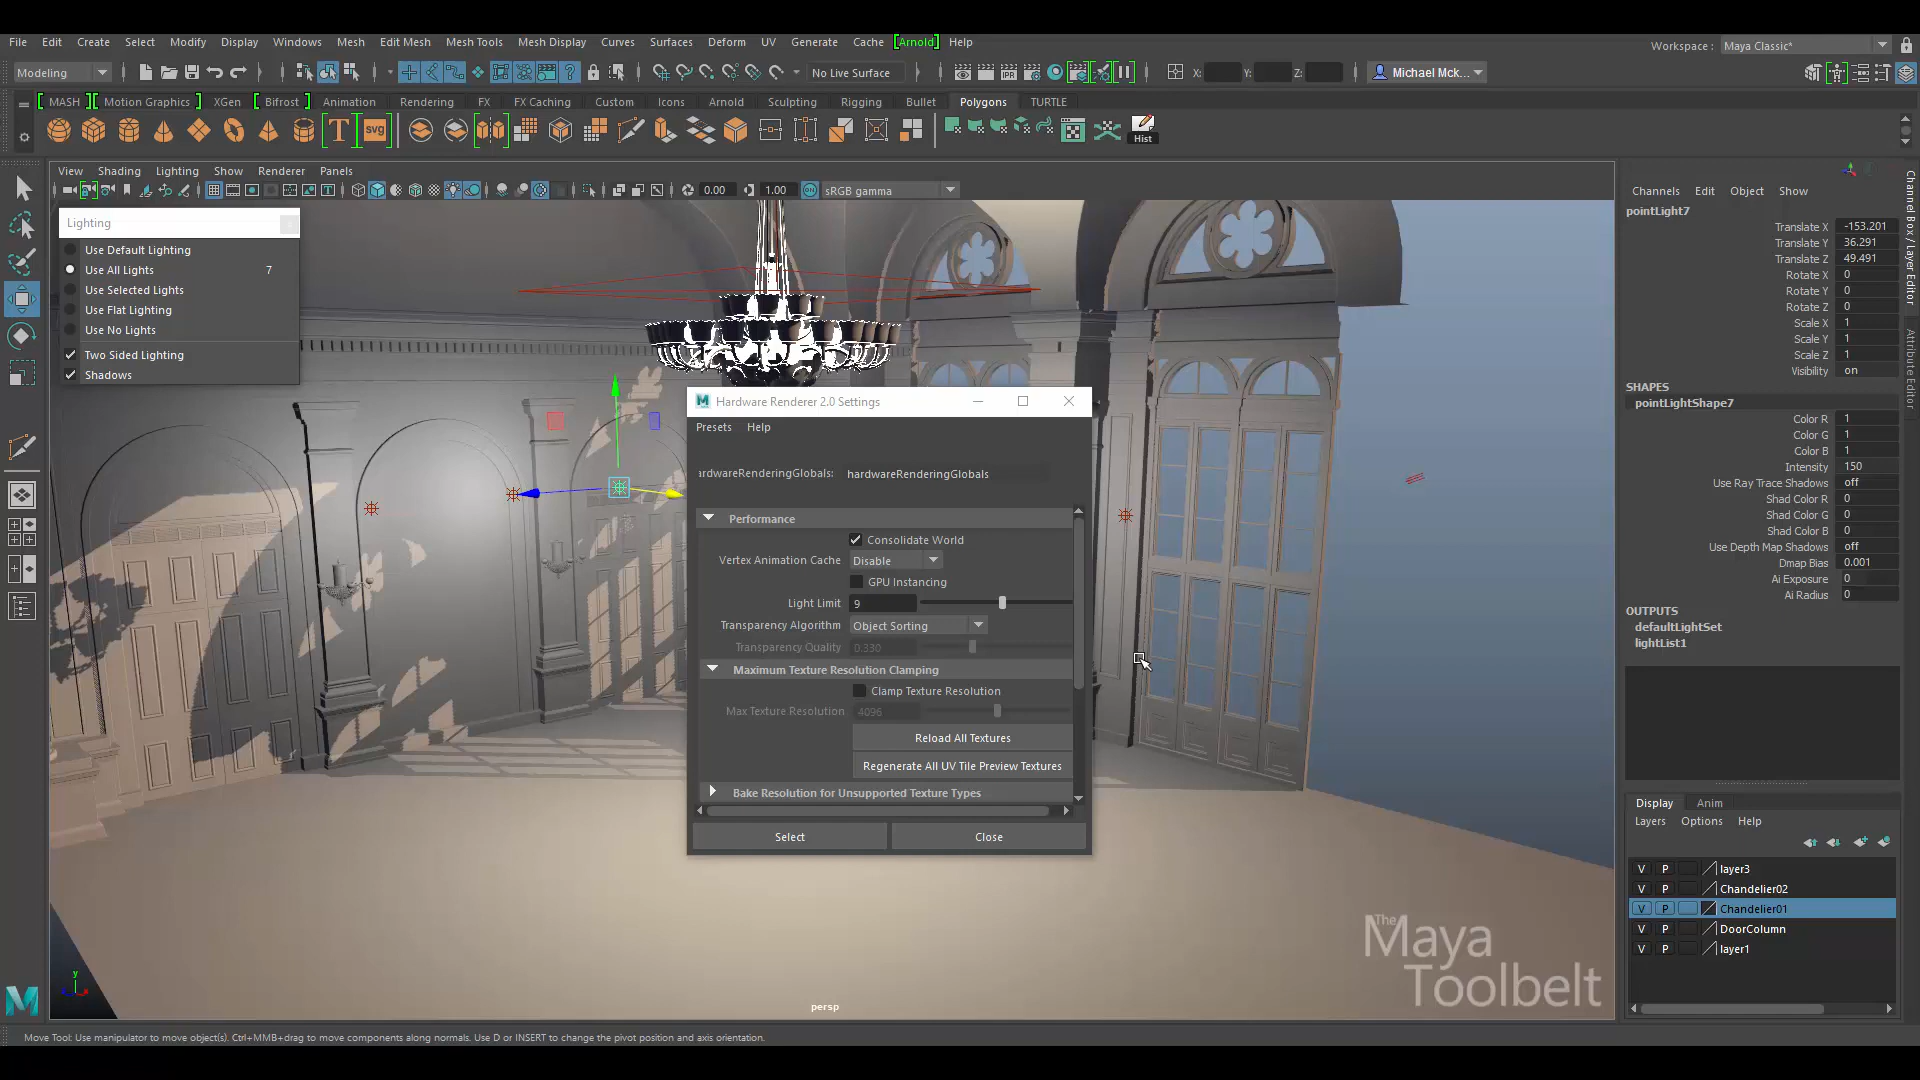 File Edit Create Select Modify Display Windows Mesh Edit Mesh Mesh Tools Mesh Display Curves Surfaces Deform UV Generate Cache [Arnold] Help
Workspace : Maya Classic*
Modeling
No Live Surface
X: Y: Z:
Michael Mck...
MASH Motion Graphics XGen Bifrost Animation Rendering FX FX Caching Custom Icons Arnold Sculpting Rigging Bullet Polygons TURTLE
T
svg
IPR
Hist
View Shading Lighting Show Renderer Panels
0.00 1.00 sRGB gamma
Lighting
Use Default Lighting
Use All Lights 7
Use Selected Lights
Use Flat Lighting
Use No Lights
Two Sided Lighting
Shadows
Hardware Renderer 2.0 Settings
Presets Help
ardwareRenderingGlobals: hardwareRenderingGlobals
Performance
Consolidate World
Vertex Animation Cache Disable
GPU Instancing
Light Limit 9
Transparency Algorithm Object Sorting
Transparency Quality 0.330
Maximum Texture Resolution Clamping
Clamp Texture Resolution
Max Texture Resolution 4096
Reload All Textures
Regenerate All UV Tile Preview Textures
Bake Resolution for Unsupported Texture Types
Select Close
Channels Edit Object Show
pointLight7
Translate X -153.201
Translate Y 36.291
Translate Z 49.491
Rotate X 0
Rotate Y 0
Rotate Z 0
Scale X 1
Scale Y 1
Scale Z 1
Visibility on
SHAPES
pointLightShape7
Color R 1
Color G 1
Color B 1
Intensity 150
Use Ray Trace Shadows off
Shad Color R 0
Shad Color G 0
Shad Color B 0
Use Depth Map Shadows off
Dmap Bias 0.001
Ai Exposure 0
Ai Radius 0
OUTPUTS
defaultLightSet
lightList1
Channel Box / Layer Editor
Attribute Editor
Display Anim
Layers Options Help
V P layer3
V P Chandelier02
V P Chandelier01
V P DoorColumn
V P layer1
The
Maya
Toolbelt
y
persp
M
Move Tool: Use manipulator to move object(s). Ctrl+MMB+drag to move components along normals. Use D or INSERT to change the pivot position and axis orientation.